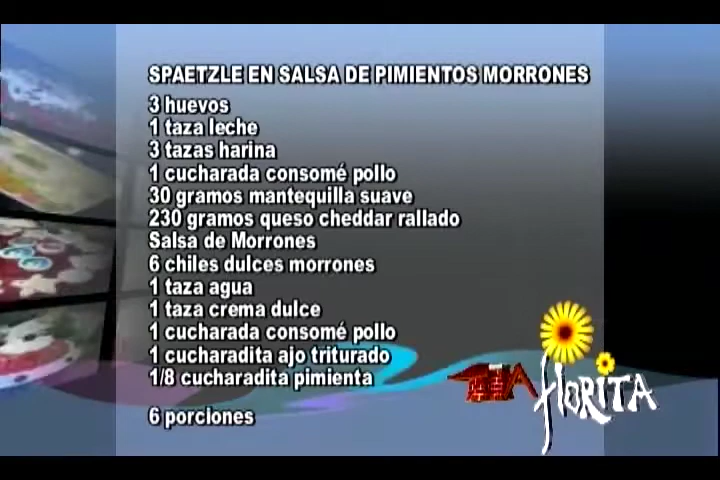 SPAETZLE EN SALSA DE PIMIENTOS MORRONES
3 huevos
1 taza leche
3 tazas harina
1 cucharada consomé pollo
30 gramos mantequilla suave
230 gramos queso cheddar rallado
Salsa de Morrones
6 chiles dulces morrones
1 taza agua
1 taza crema dulce
1 cucharada consomé pollo
1 cucharadita ajo triturado
1/8 cucharadita pimienta
6 porciones
TÍA
flORITA